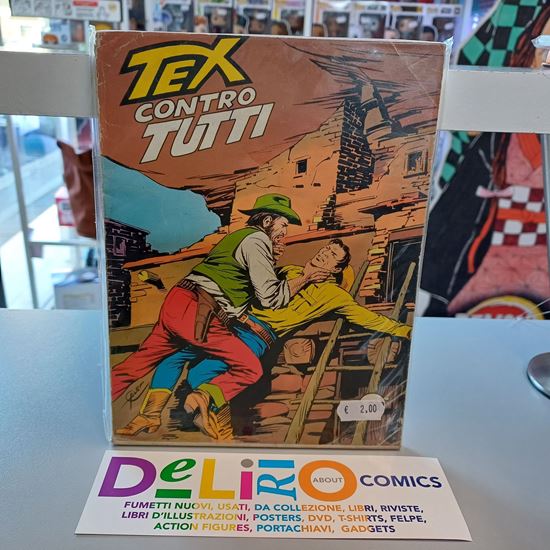 TEX
CONTRO
TUTTI
€ 2,00
DeLiRiO ABOUT COMICS
FUMETTI NUOVI, USATI, DA COLLEZIONE, LIBRI, RIVISTE,
LIBRI D'ILLUSTRAZIONI, POSTERS, DVD, T-SHIRTS, FELPE,
ACTION FIGURES, PORTACHIAVI, GADGETS